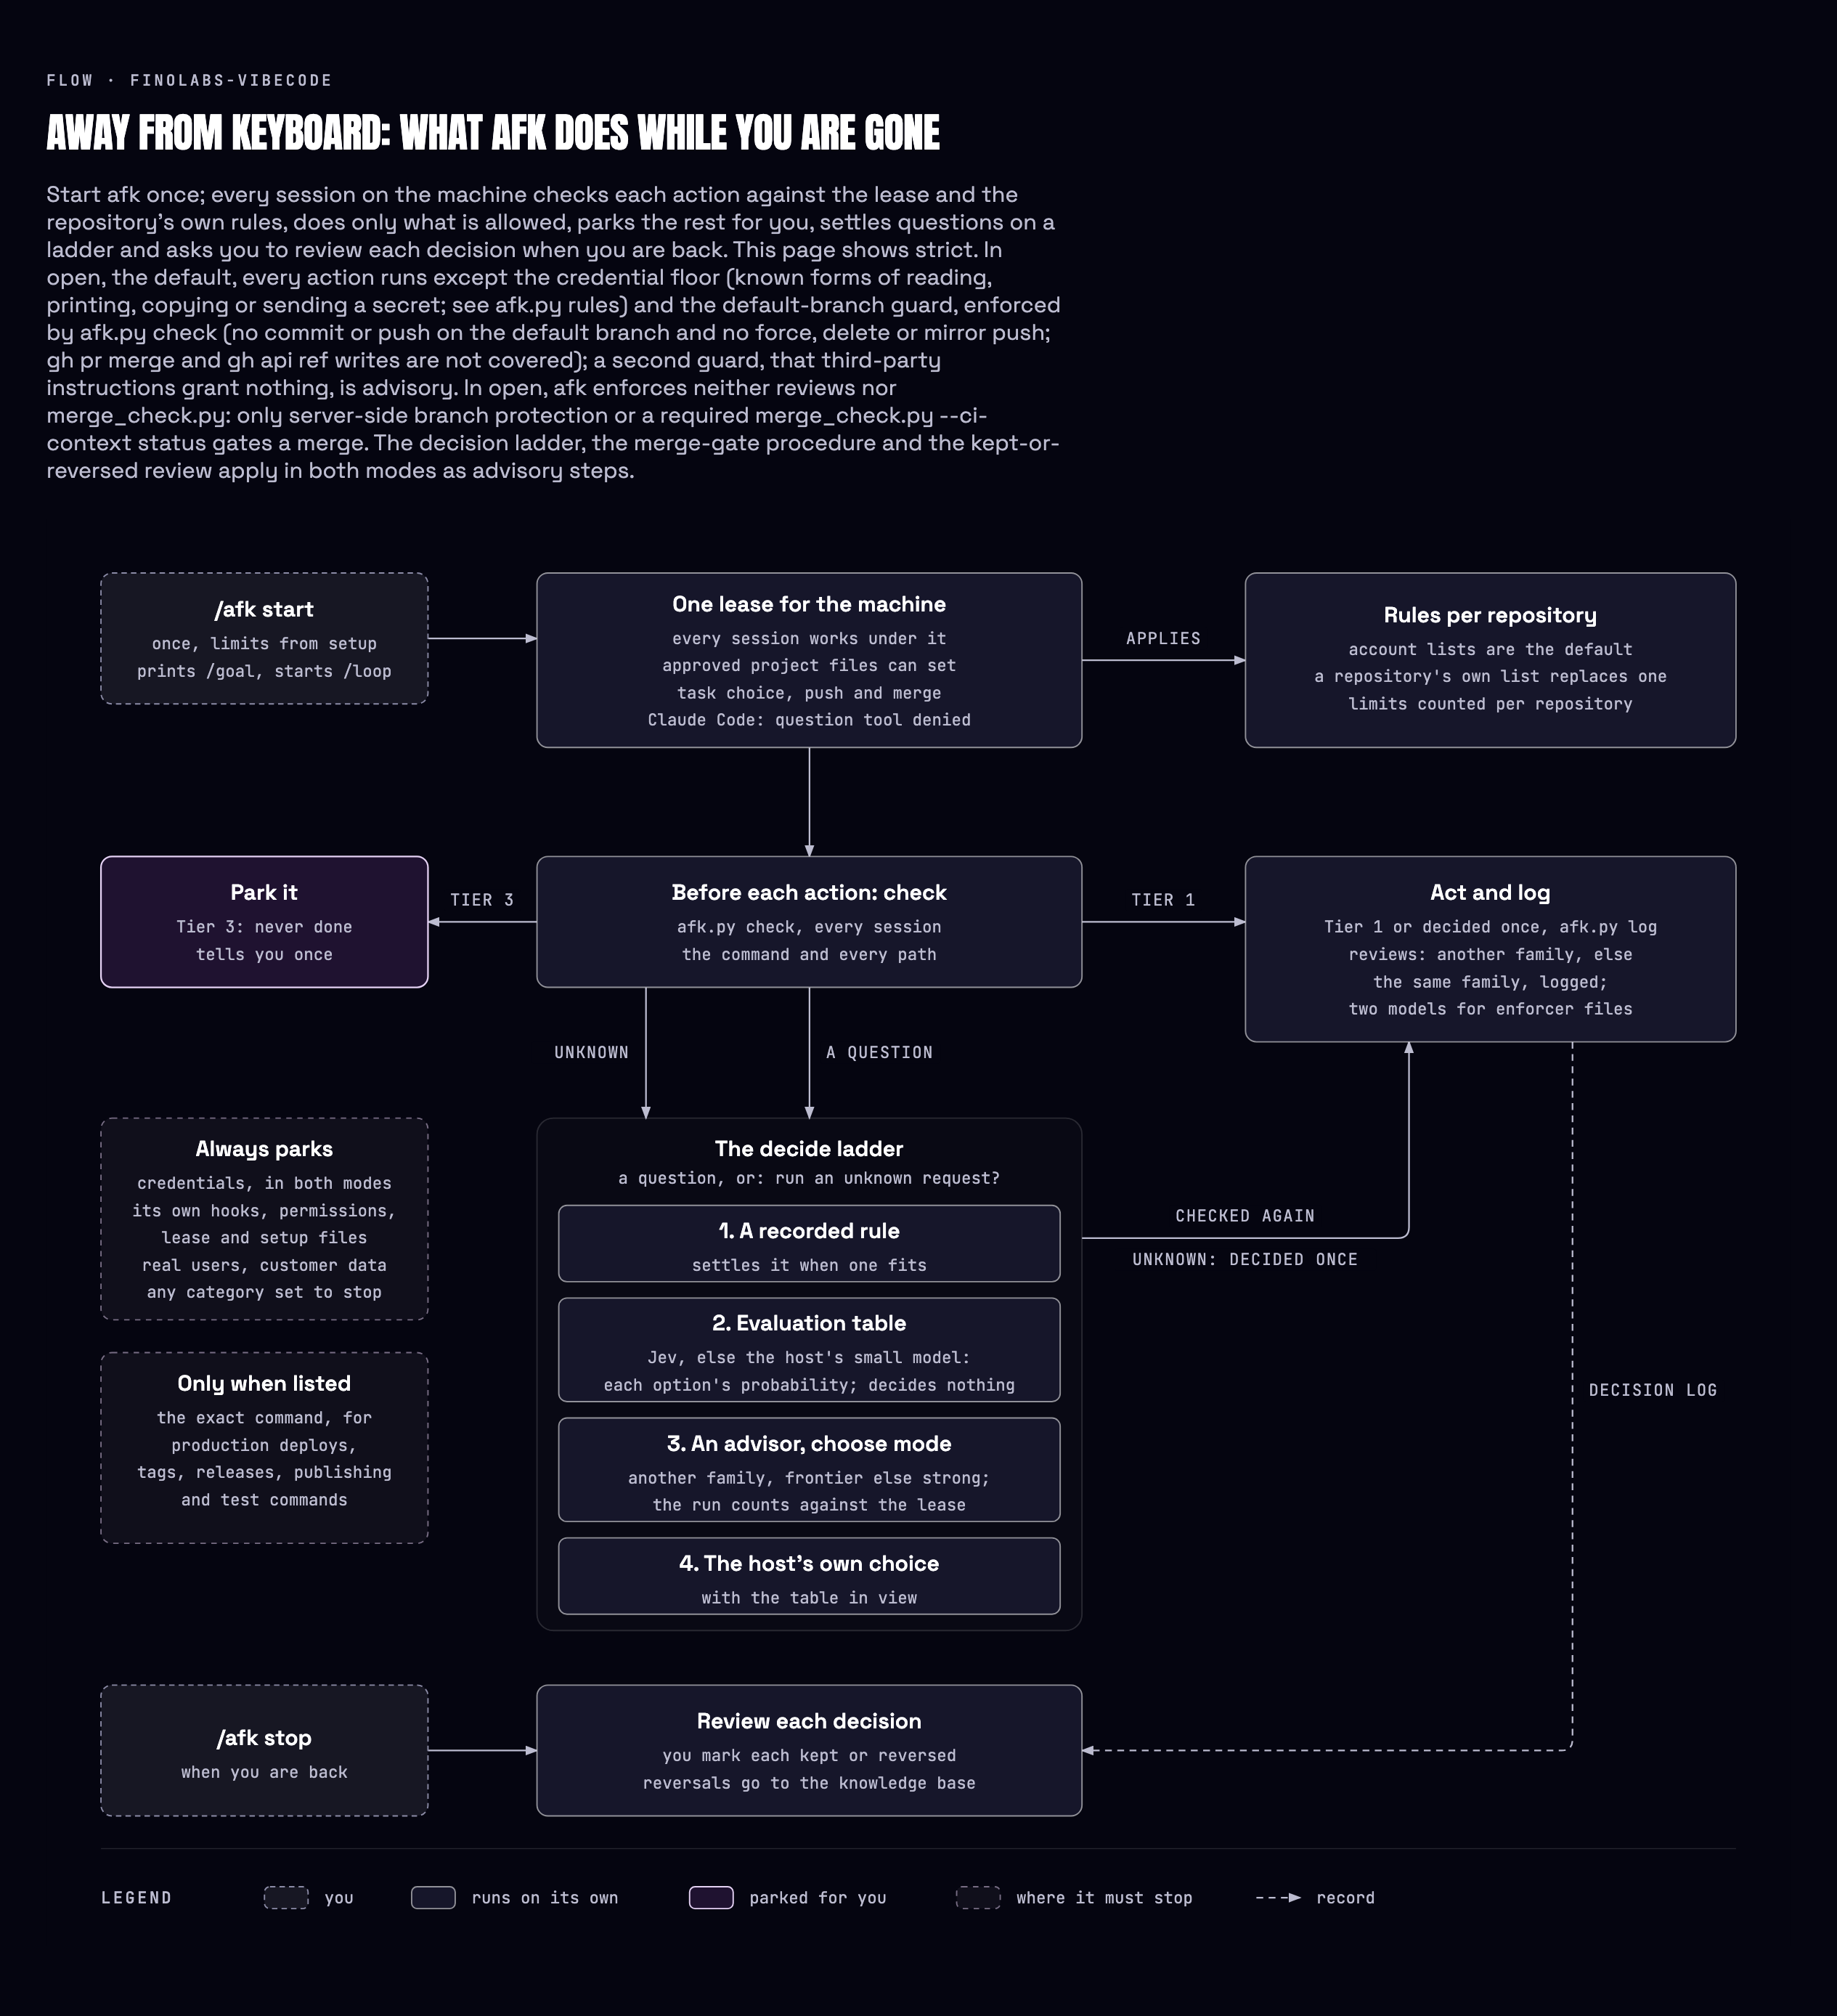 FLOW · FINOLABS-VIBECODE
AWAY FROM KEYBOARD: WHAT AFK DOES WHILE YOU ARE GONE
Start afk once; every session on the machine checks each action against the lease and the
repository's own rules, does only what is allowed, parks the rest for you, settles questions on a
ladder and asks you to review each decision when you are back. This page shows strict. In
open, the default, every action runs except the credential floor (known forms of reading,
printing, copying or sending a secret; see afk.py rules) and the default-branch guard, enforced
by afk.py check (no commit or push on the default branch and no force, delete or mirror push;
gh pr merge and gh api ref writes are not covered); a second guard, that third-party
instructions grant nothing, is advisory. In open, afk enforces neither reviews nor
merge_check.py: only server-side branch protection or a required merge_check.py --ci-
context status gates a merge. The decision ladder, the merge-gate procedure and the kept-or-
reversed review apply in both modes as advisory steps.
/afk start
once, limits from setup
prints /goal, starts /loop
One lease for the machine
every session works under it
approved project files can set
task choice, push and merge
Claude Code: question tool denied
APPLIES
Rules per repository
account lists are the default
a repository's own list replaces one
limits counted per repository
Park it
Tier 3: never done
tells you once
TIER 3
Before each action: check
afk.py check, every session
the command and every path
TIER 1
Act and log
Tier 1 or decided once, afk.py log
reviews: another family, else
the same family, logged;
two models for enforcer files
UNKNOWN
A QUESTION
Always parks
credentials, in both modes
its own hooks, permissions,
lease and setup files
real users, customer data
any category set to stop
Only when listed
the exact command, for
production deploys,
tags, releases, publishing
and test commands
The decide ladder
a question, or: run an unknown request?
1. A recorded rule
settles it when one fits
2. Evaluation table
Jev, else the host's small model:
each option's probability; decides nothing
3. An advisor, choose mode
another family, frontier else strong;
the run counts against the lease
4. The host's own choice
with the table in view
CHECKED AGAIN
UNKNOWN: DECIDED ONCE
DECISION LOG
/afk stop
when you are back
Review each decision
you mark each kept or reversed
reversals go to the knowledge base
LEGEND
you
runs on its own
parked for you
where it must stop
record